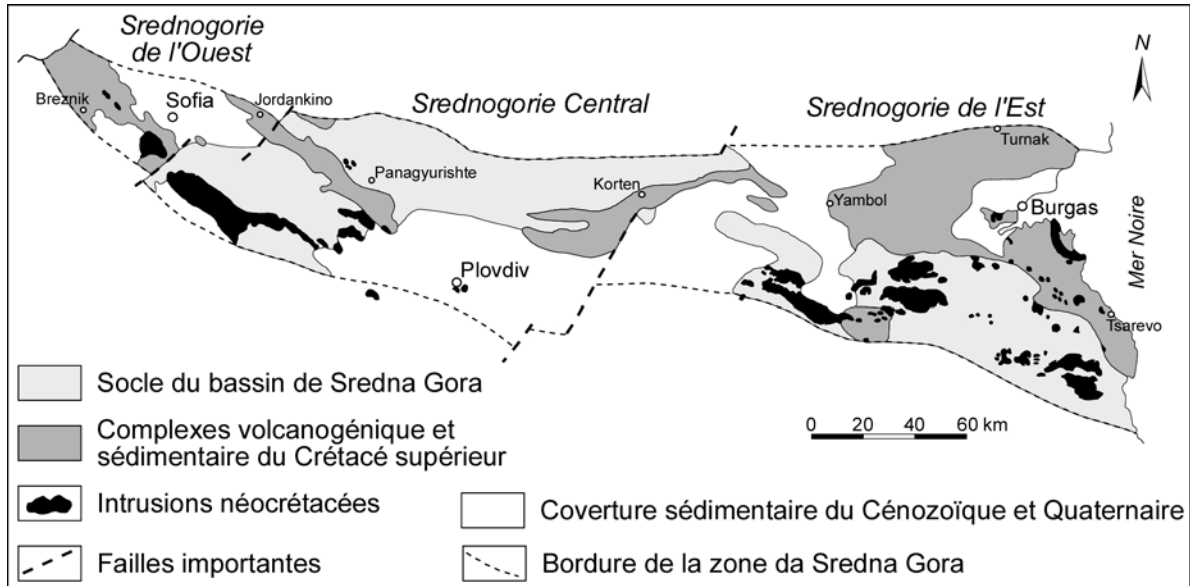 Srednogorie
de l'Ouest
Srednogorie Central
Srednogorie de l'Est
N
Breznik
Sofia
Jordankino
Turnak
Panagyurishte
Korten
Yambol
Burgas
Mer Noire
Plovdiv
Tsarevo
Socle du bassin de Sredna Gora
0 20 40 60 km
Complexes volcanogénique et
sédimentaire du Crétacé supérieur
Intrusions néocrétacées
Coverture sédimentaire du Cénozoïque et Quaternaire
Failles importantes
Bordure de la zone da Sredna Gora